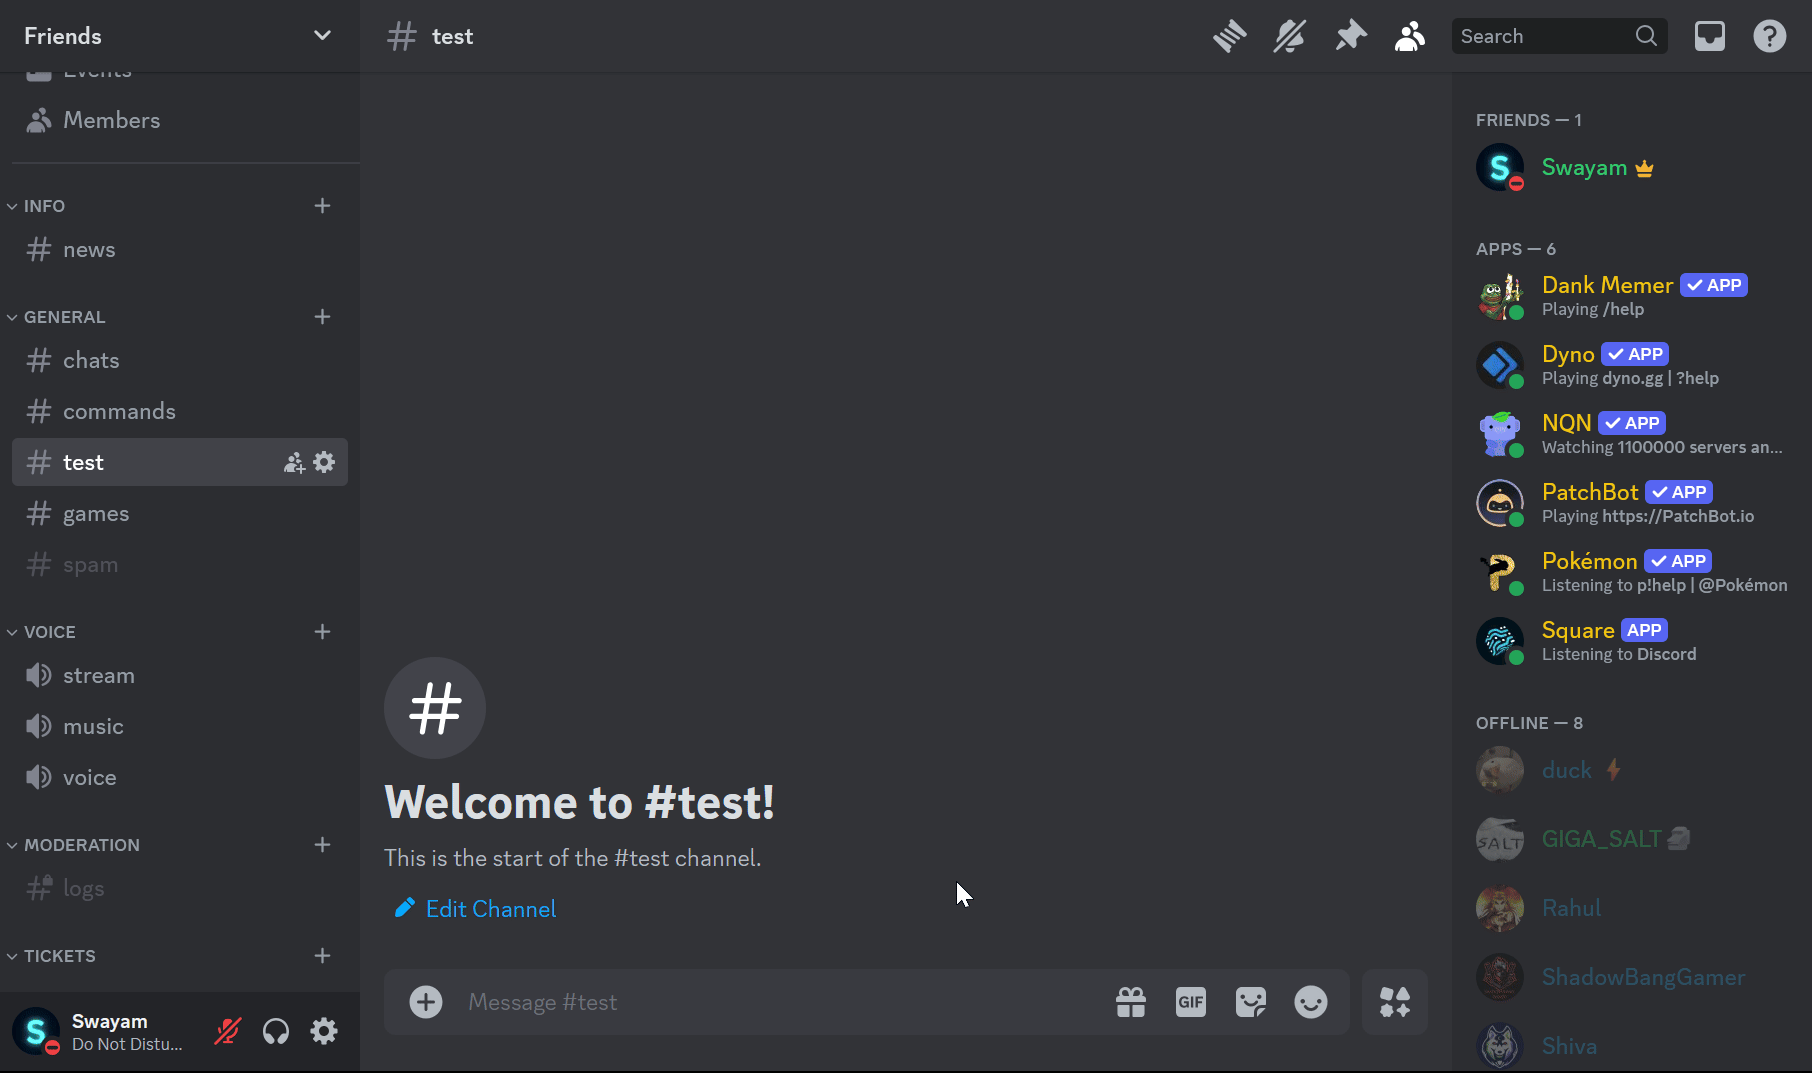 Friends
Events
Members
INFO
news
GENERAL
chats
commands
test
games
spam
VOICE
stream
music
voice
MODERATION
logs
TICKETS
S
Swayam
Do Not Distu...
test
Search
Welcome to #test!
This is the start of the #test channel.
Edit Channel
Message #test
GIF
FRIENDS — 1
S
Swayam
APPS — 6
Dank Memer APP
Playing /help
Dyno APP
Playing dyno.gg | ?help
NQN APP
Watching 1100000 servers an...
PatchBot APP
Playing https://PatchBot.io
Pokémon APP
Listening to p!help | @Pokémon
Square APP
Listening to Discord
OFFLINE — 8
duck
SALT
GIGA_SALT
Rahul
ShadowBangGamer
Shiva